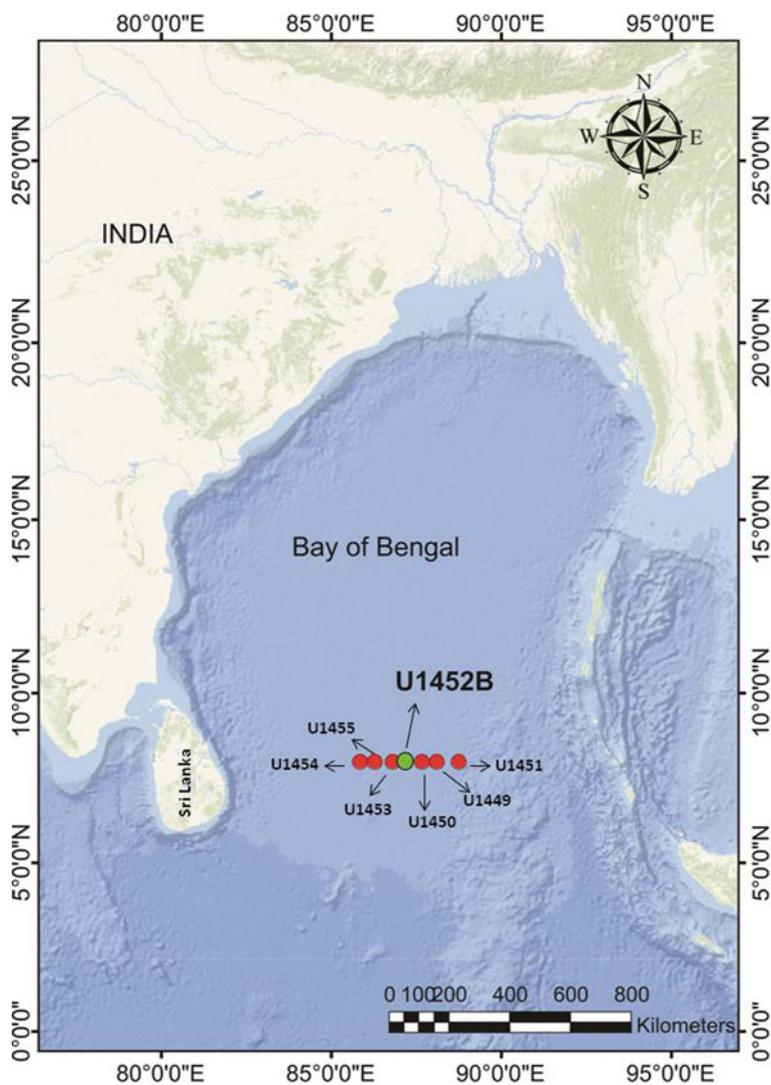 80°0'0"E 85°0'0"E 90°0'0"E 95°0'0"E
N
W E
S
25°0'0"N 25°0'0"N
INDIA
20°0'0"N 20°0'0"N
15°0'0"N 15°0'0"N
Bay of Bengal
10°0'0"N 10°0'0"N
U1452B
U1455
U1454 U1451
U1453 U1450 U1449
Sri Lanka
5°0'0"N 5°0'0"N
0 100 200 400 600 800
Kilometers
0°0'0" 0°0'0"
80°0'0"E 85°0'0"E 90°0'0"E 95°0'0"E